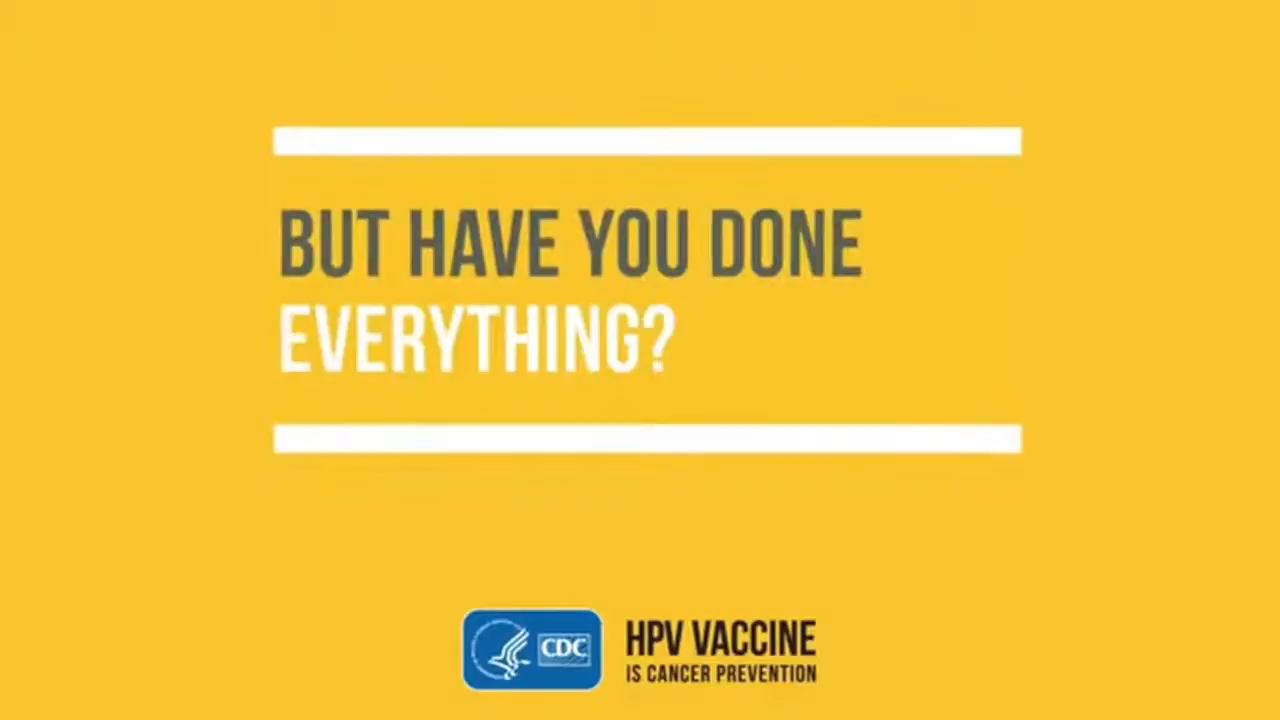 BUT HAVE YOU DONE
EVERYTHING?
CDC
HPV VACCINE
IS CANCER PREVENTION